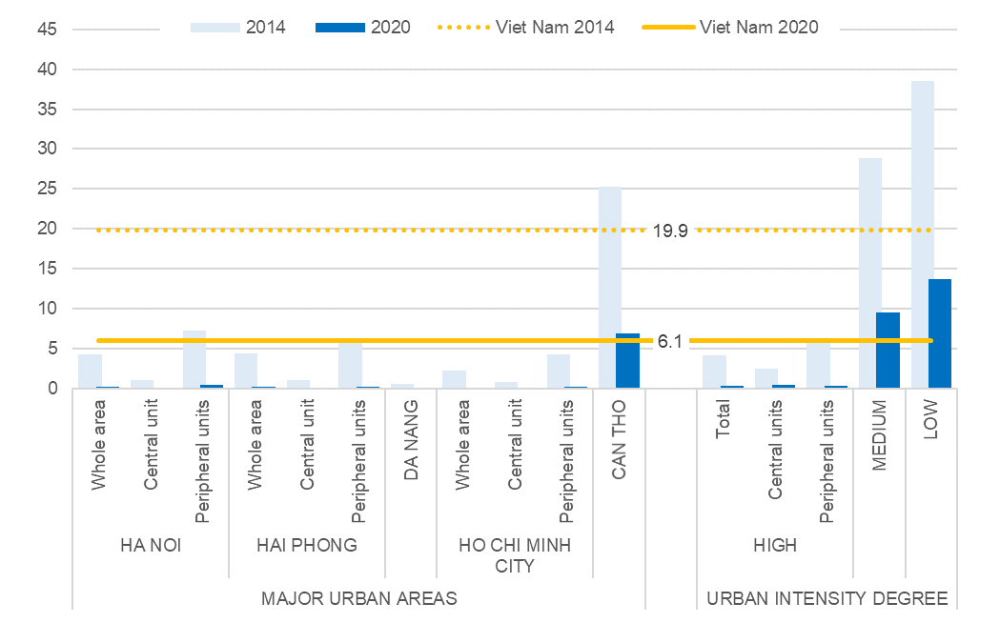 2014 2020 Viet Nam 2014 Viet Nam 2020
45
40
35
30
25
20
15
10
5
0
19.9
6.1
Whole area
Central unit
Peripheral units
Whole area
Central unit
Peripheral units
DA NANG
Whole area
Central unit
Peripheral units
CAN THO
Total
Central units
Peripheral units
MEDIUM
LOW
HA NOI
HAI PHONG
HO CHI MINH
CITY
HIGH
MAJOR URBAN AREAS
URBAN INTENSITY DEGREE